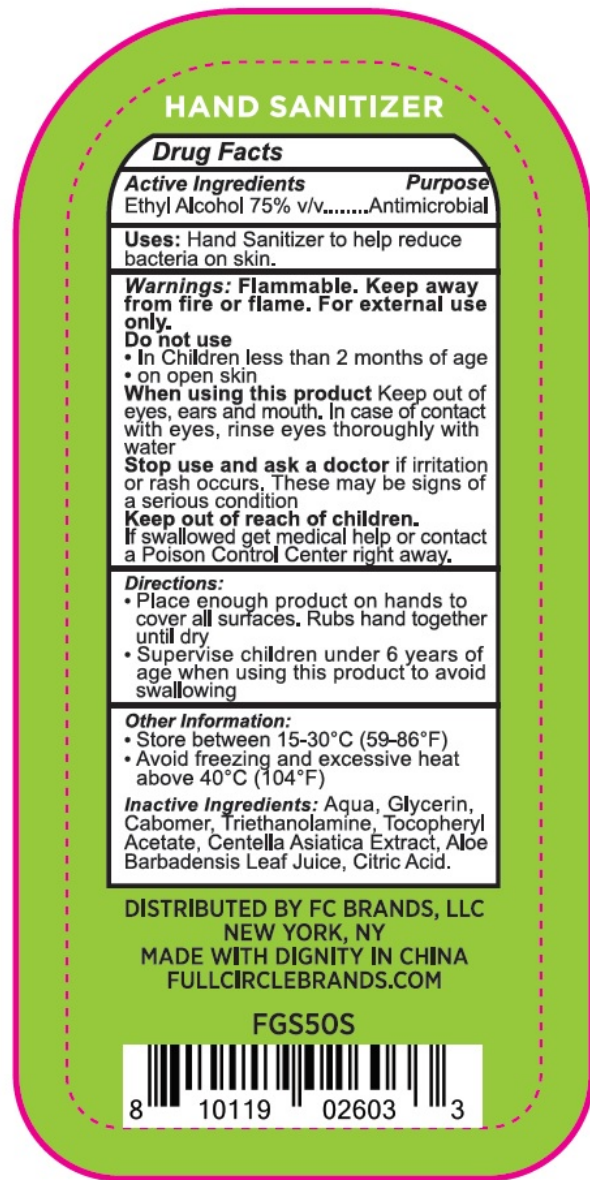 HAND SANITIZER
Drug Facts
Active Ingredients Purpose
Ethyl Alcohol 75% v/v........Antimicrobial
Uses: Hand Sanitizer to help reduce
bacteria on skin.
Warnings: Flammable. Keep away
from fire or flame. For external use
only.
Do not use
• In Children less than 2 months of age
• on open skin
When using this product Keep out of
eyes, ears and mouth. In case of contact
with eyes, rinse eyes thoroughly with
water
Stop use and ask a doctor if irritation
or rash occurs. These may be signs of
a serious condition
Keep out of reach of children.
If swallowed get medical help or contact
a Poison Control Center right away.
Directions:
• Place enough product on hands to
cover all surfaces. Rubs hand together
until dry
• Supervise children under 6 years of
age when using this product to avoid
swallowing
Other Information:
• Store between 15-30°C (59–86°F)
• Avoid freezing and excessive heat
above 40°C (104°F)
Inactive Ingredients: Aqua, Glycerin,
Cabomer, Triethanolamine, Tocopheryl
Acetate, Centella Asiatica Extract, Aloe
Barbadensis Leaf Juice, Citric Acid.
DISTRIBUTED BY FC BRANDS, LLC
NEW YORK, NY
MADE WITH DIGNITY IN CHINA
FULLCIRCLEBRANDS.COM
FGS50S
8 10119 02603 3